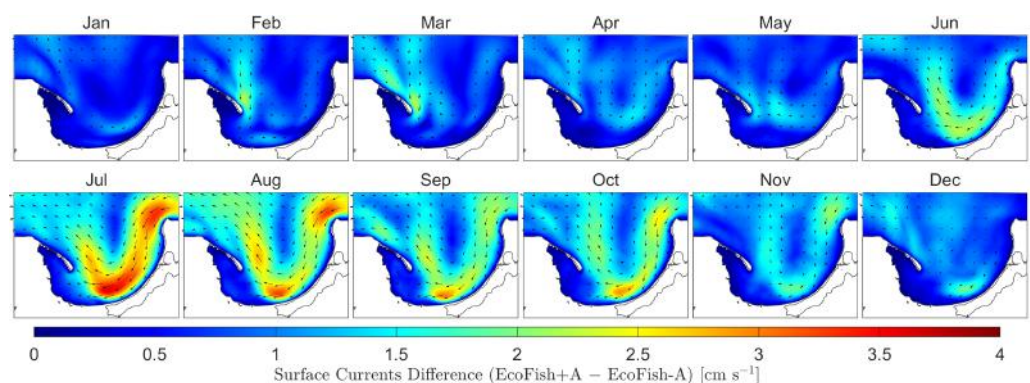 Jan Feb Mar Apr May Jun
Jul Aug Sep Oct Nov Dec
0 0.5 1 1.5 2 2.5 3 3.5 4
Surface Currents Difference (EcoFish+A − EcoFish-A) [cm s⁻¹]